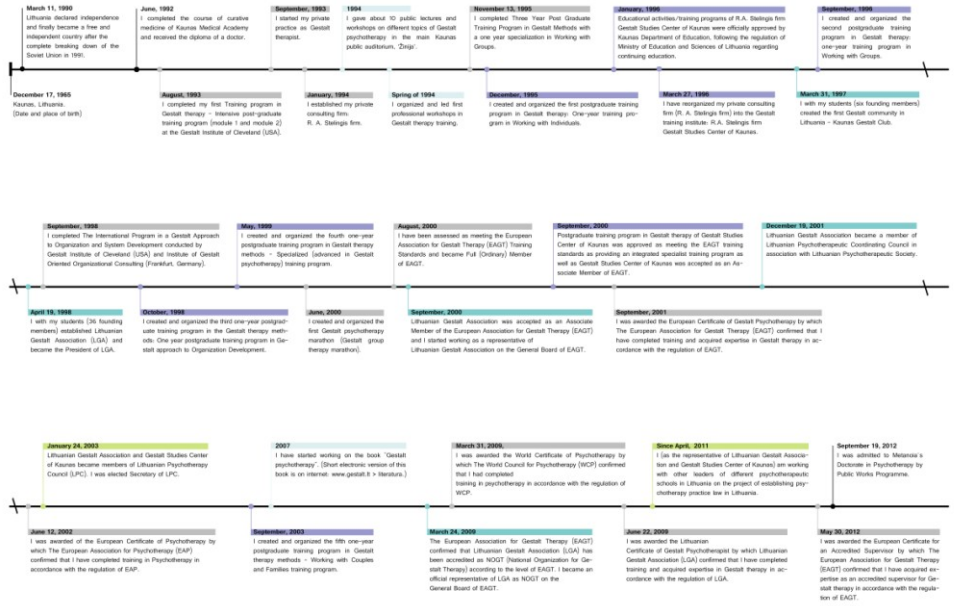 March 11, 1990
Lithuania declared independence
and finally became a free and
independent country after the
complete breaking down of the
Soviet Union in 1991.
June, 1992
I completed the course of curative
medicine of Kaunas Medical Academy
and received the diploma of a doctor.
September, 1993
I started my private
practice as Gestalt
therapist.
1994
I gave about 10 public lectures and
workshops on different topics of Gestalt
psychotherapy in the main Kaunas
public auditorium, 'Žinija'.
November 13, 1995
I completed Three Year Post Graduate
Training Program in Gestalt Methods with
a one year specialization in Working with
Groups.
January, 1996
Educational activities/training programs of R.A. Stelingis firm
Gestalt Studies Center of Kaunas were officially approved by
Kaunas Department of Education, following the regulation of
Ministry of Education and Sciences of Lithuania regarding
continuing education.
September, 1996
I created and organized the
second postgraduate training
program in Gestalt therapy:
one-year training program in
Working with Groups.
December 17, 1965
Kaunas, Lithuania.
(Date and place of birth)
August, 1993
I completed my first Training program in
Gestalt therapy - Intensive post-graduate
training program (module 1 and module 2)
at the Gestalt Institute of Cleveland (USA).
January, 1994
I established my private
consulting firm:
R. A. Stelingis firm.
Spring of 1994
I organized and led first
professional workshops in
Gestalt therapy training.
December, 1995
I created and organized the first postgraduate training
program in Gestalt therapy: One-year training pro-
gram in Working with Individuals.
March 27, 1996
I have reorganized my private consulting
firm (R. A. Stelingis firm) into the Gestalt
training institute: R.A. Stelingis firm
Gestalt Studies Center of Kaunas.
March 31, 1997
I with my students (six founding members)
created the first Gestalt community in
Lithuania - Kaunas Gestalt Club.
September, 1998
I completed The International Program in a Gestalt Approach
to Organization and System Development conducted by
Gestalt Institute of Cleveland (USA) and Institute of Gestalt
Oriented Organizational Consulting (Frankfurt, Germany).
May, 1999
I created and organized the fourth one-year
postgraduate training program in Gestalt therapy
methods - Specialized (advanced in Gestalt
psychotherapy) training program.
August, 2000
I have been assessed as meeting the European
Association for Gestalt Therapy (EAGT) Training
Standards and became Full (Ordinary) Member
of EAGT.
September, 2000
Postgraduate training program in Gestalt therapy of Gestalt Studies
Center of Kaunas was approved as meeting the EAGT training
standards as providing an integrated specialist training program as
well as Gestalt Studies Center of Kaunas was accepted as an As-
sociate Member of EAGT.
December 19, 2001
Lithuanian Gestalt Association became a member of
Lithuanian Psychotherapeutic Coordinating Council in
association with Lithuanian Psychotherapeutic Society.
April 19, 1998
I with my students (36 founding
members) established Lithuanian
Gestalt Association (LGA) and
became the President of LGA.
October, 1998
I created and organized the third one-year postgrad-
uate training program in the Gestalt therapy meth-
ods: One year postgraduate training program in Ge-
stalt approach to Organization Development.
June, 2000
I created and organized the
first Gestalt psychotherapy
marathon (Gestalt group
therapy marathon).
September, 2000
Lithuanian Gestalt Association was accepted as an Associate
Member of the European Association for Gestalt Therapy (EAGT)
and I started working as a representative of
Lithuanian Gestalt Association on the General Board of EAGT.
September, 2001
I was awarded the European Certificate of Gestalt Psychotherapy by which
The European Association for Gestalt Therapy (EAGT) confirmed that I
have completed training and acquired expertise in Gestalt therapy in ac-
cordance with the regulation of EAGT.
January 24, 2003
Lithuanian Gestalt Association and Gestalt Studies Center
of Kaunas became members of Lithuanian Psychotherapy
Council (LPC). I was elected Secretary of LPC.
2007
I have started working on the book "Gestalt
psychotherapy". (Short electronic version of this
book is on internet: www.gestalt.lt > literatura.)
March 31, 2009,
I was awarded the World Certificate of Psychotherapy by
which The World Council for Psychotherapy (WCP) confirmed
that I had completed
training in psychotherapy in accordance with the regulation of
WCP.
Since April, 2011
I (as the representative of Lithuanian Gestalt Associa-
tion and Gestalt Studies Center of Kaunas) am working
with other leaders of different psychotherapeutic
schools in Lithuania on the project of establishing psy-
chotherapy practice law in Lithuania.
September 19, 2012
I was admitted to Metanoia's
Doctorate in Psychotherapy by
Public Works Programme.
June 12, 2002
I was awarded of the European Certificate of Psychotherapy by
which The European Association for Psychotherapy (EAP)
confirmed that I have completed training in Psychotherapy in
accordance with the regulation of EAP.
September, 2003
I created and organized the fifth one-year
postgraduate training program in Gestalt
therapy methods - Working with Couples
and Families training program.
March 24, 2009
The European Association for Gestalt Therapy (EAGT)
confirmed that Lithuanian Gestalt Association (LGA) has
been accredited as NOGT (National Organization for Ge-
stalt Therapy) according to the level of EAGT. I became an
official representative of LGA as NOGT on the
General Board of EAGT.
June 22, 2009
I was awarded the Lithuanian
Certificate of Gestalt Psychotherapist by which Lithuanian
Gestalt Association (LGA) confirmed that I have completed
training and acquired expertise in Gestalt therapy in ac-
cordance with the regulation of LGA.
May 30, 2012
I was awarded the European Certificate for
an Accredited Supervisor by which The
European Association for Gestalt Therapy
(EAGT) confirmed that I have acquired ex-
pertise as an accredited supervisor for Ge-
stalt therapy in accordance with the regula-
tion of EAGT.